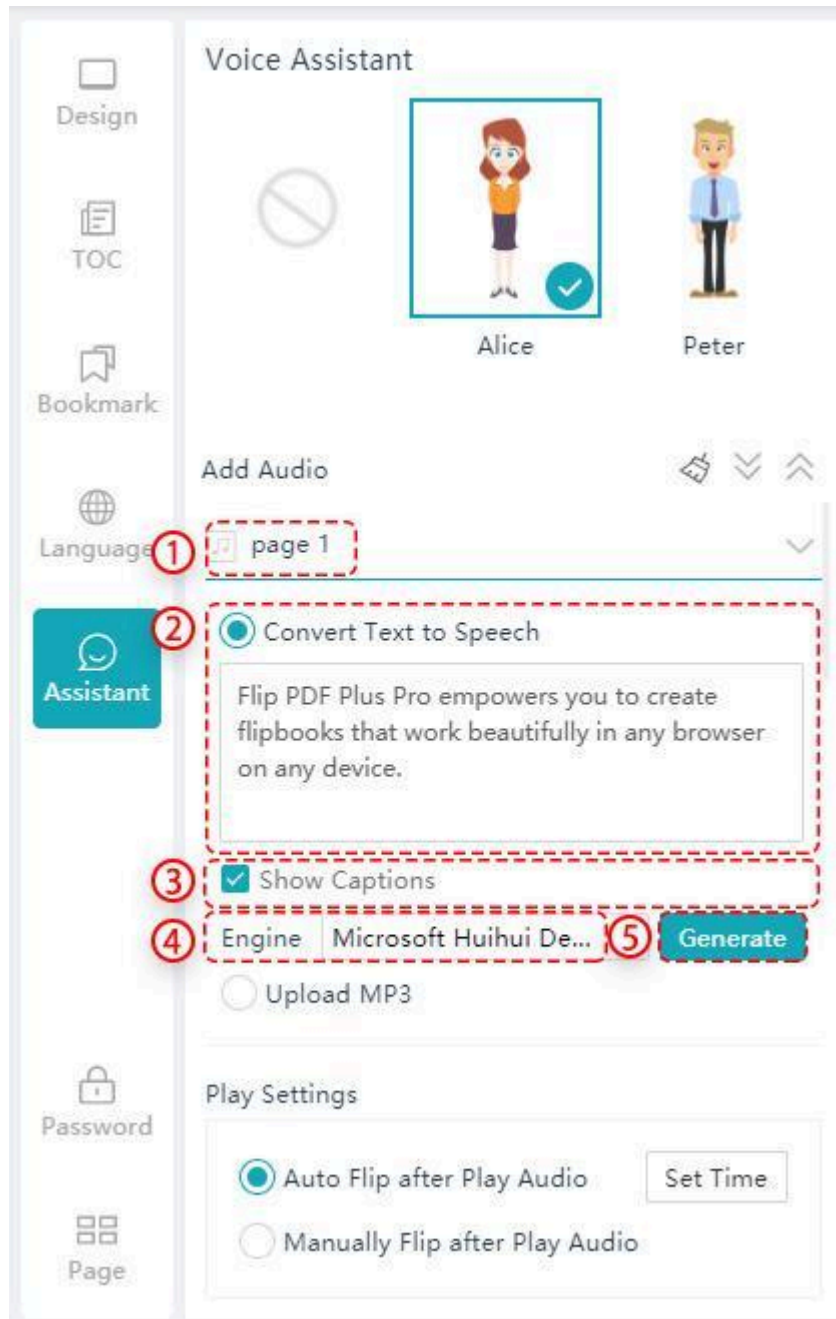 Design
TOC
Bookmark
Language
Assistant
Password
Page
Voice Assistant
Alice
Peter
Add Audio
① page 1
② Convert Text to Speech
Flip PDF Plus Pro empowers you to create
flipbooks that work beautifully in any browser
on any device.
③ Show Captions
④ Engine Microsoft Huihui De... ⑤ Generate
Upload MP3
Play Settings
Auto Flip after Play Audio Set Time
Manually Flip after Play Audio